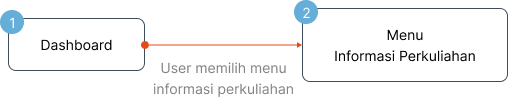 1
Dashboard
User memilih menu
informasi perkuliahan
2
Menu
Informasi Perkuliahan